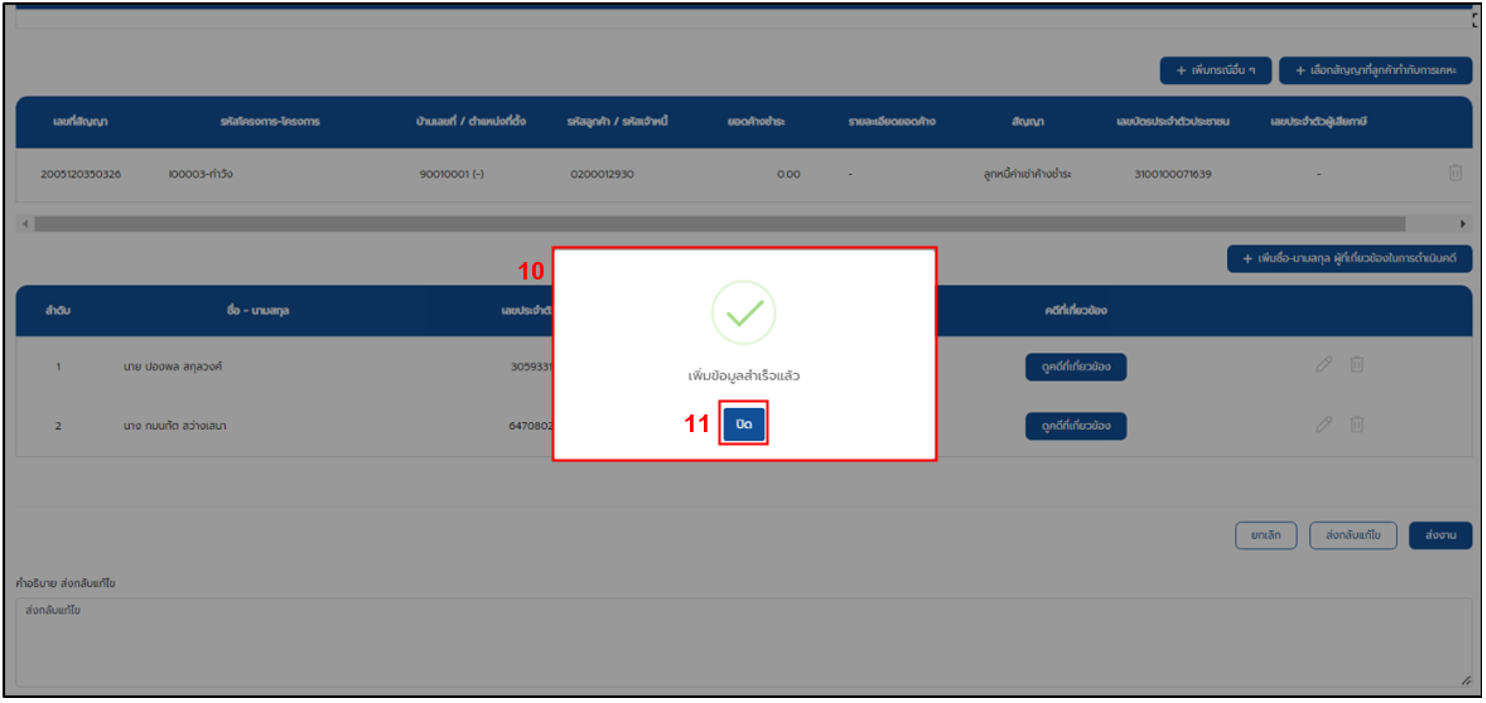 + เพิ่มกรณีอื่น ๆ + เลือกสัญญาที่ลูกค้าทำกับการเคหะ
เลขที่สัญญา รหัสโครงการ-โครงการ บ้านเลขที่ / ตำแหน่งที่ตั้ง รหัสลูกค้า / รหัสเจ้าหนี้ ยอดค้างชำระ รายละเอียดยอดค้าง สัญญา เลขบัตรประจำตัวประชาชน เลขประจำตัวผู้เสียภาษี
2005120350326 I00003-ท่าวัง 90010001 (-) 0200012930 0.00 - ลูกหนี้ค่าเช่าค้างชำระ 3100100071639 -
+ เพิ่มชื่อ-นามสกุล ผู้ที่เกี่ยวข้องในการดำเนินคดี
10
ลำดับ ชื่อ - นามสกุล เลขประจำตั คดีที่เกี่ยวข้อง
1 นาย ปองพล สกุลวงศ์ 3059331 ดูคดีที่เกี่ยวข้อง
เพิ่มข้อมูลสำเร็จแล้ว
11 ปิด
2 นาง กนนทัต สว่างเสนา 6470802 ดูคดีที่เกี่ยวข้อง
ยกเลิก ส่งกลับแก้ไข ส่งงาน
คำอธิบาย ส่งกลับแก้ไข
ส่งกลับแก้ไข